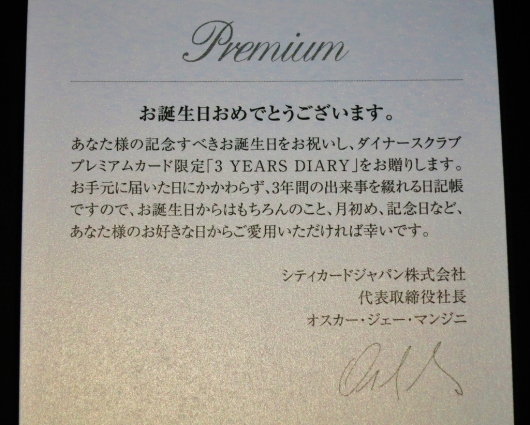 Premium
お誕生日おめでとうございます。
あなた様の記念すべきお誕生日をお祝いし、ダイナースクラブ
プレミアムカード限定「3 YEARS DIARY」をお贈りします。
お手元に届いた日にかかわらず、3年間の出来事を綴れる日記帳
ですので、お誕生日からはもちろんのこと、月初め、記念日など、
あなた様のお好きな日からご愛用いただければ幸いです。
シティカードジャパン株式会社
代表取締役社長
オスカー・ジェー・マンジニ